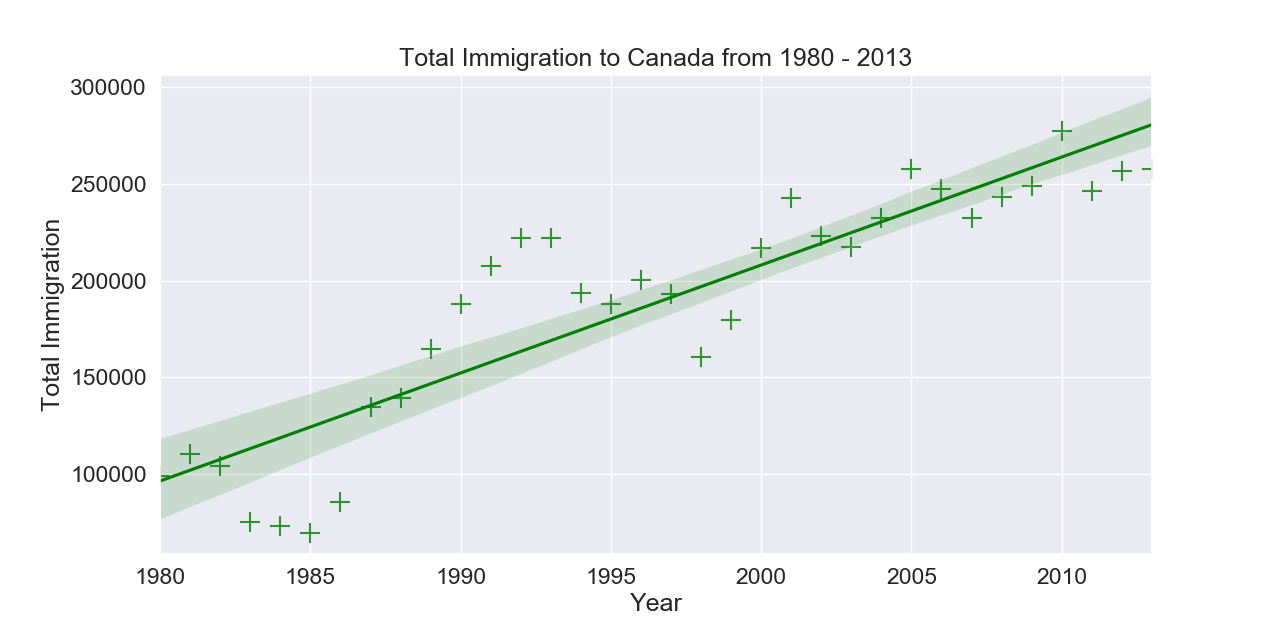 Total Immigration to Canada from 1980 - 2013
300000
250000
200000
150000
100000
Total Immigration
1980 1985 1990 1995 2000 2005 2010
Year